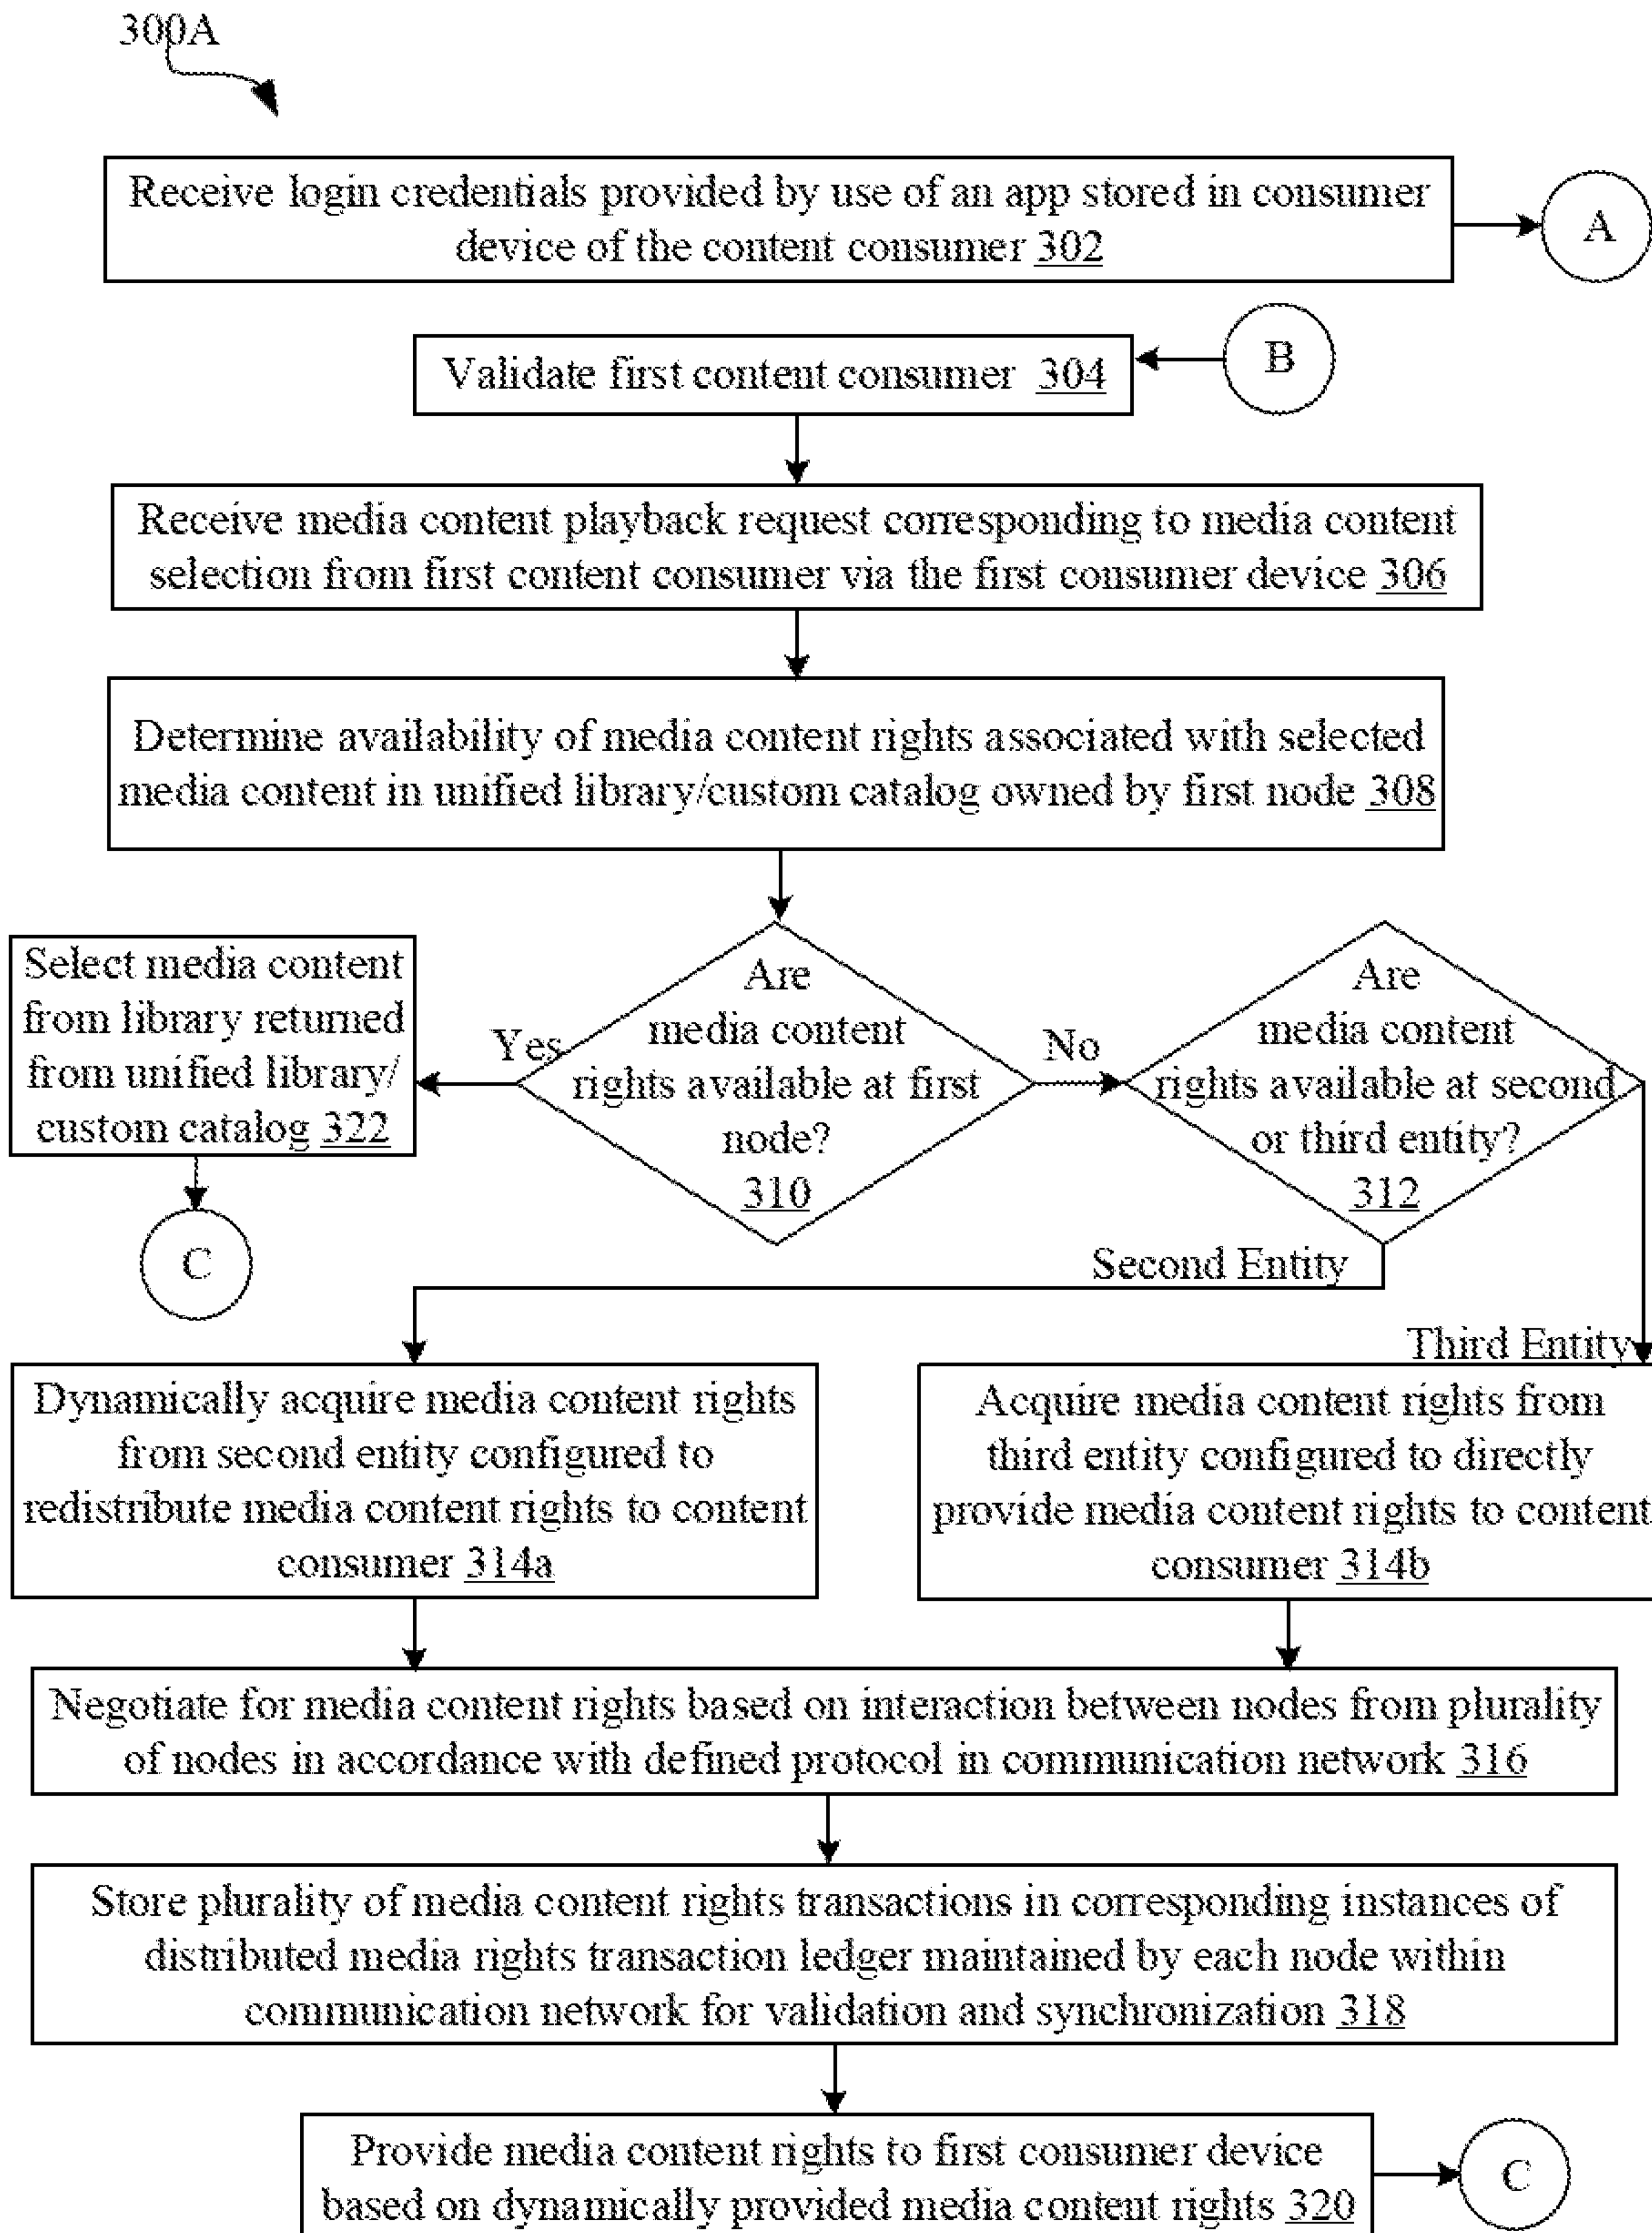 300A
Receive login credentials provided by use of an app stored in consumer
device of the content consumer 302
A
B
Validate first content consumer 304
Receive media content playback request corresponding to media content
selection from first content consumer via the first consumer device 306
Determine availability of media content rights associated with selected
media content in unified library/custom catalog owned by first node 308
Select media content
from library returned
from unified library/
custom catalog 322
Yes
Are
media content
rights available at first
node?
310
No
Are
media content
rights available at second
or third entity?
312
C
Second Entity
Third Entity
Dynamically acquire media content rights
from second entity configured to
redistribute media content rights to content
consumer 314a
Acquire media content rights from
third entity configured to directly
provide media content rights to content
consumer 314b
Negotiate for media content rights based on interaction between nodes from plurality
of nodes in accordance with defined protocol in communication network 316
Store plurality of media content rights transactions in corresponding instances of
distributed media rights transaction ledger maintained by each node within
communication network for validation and synchronization 318
Provide media content rights to first consumer device
based on dynamically provided media content rights 320
C